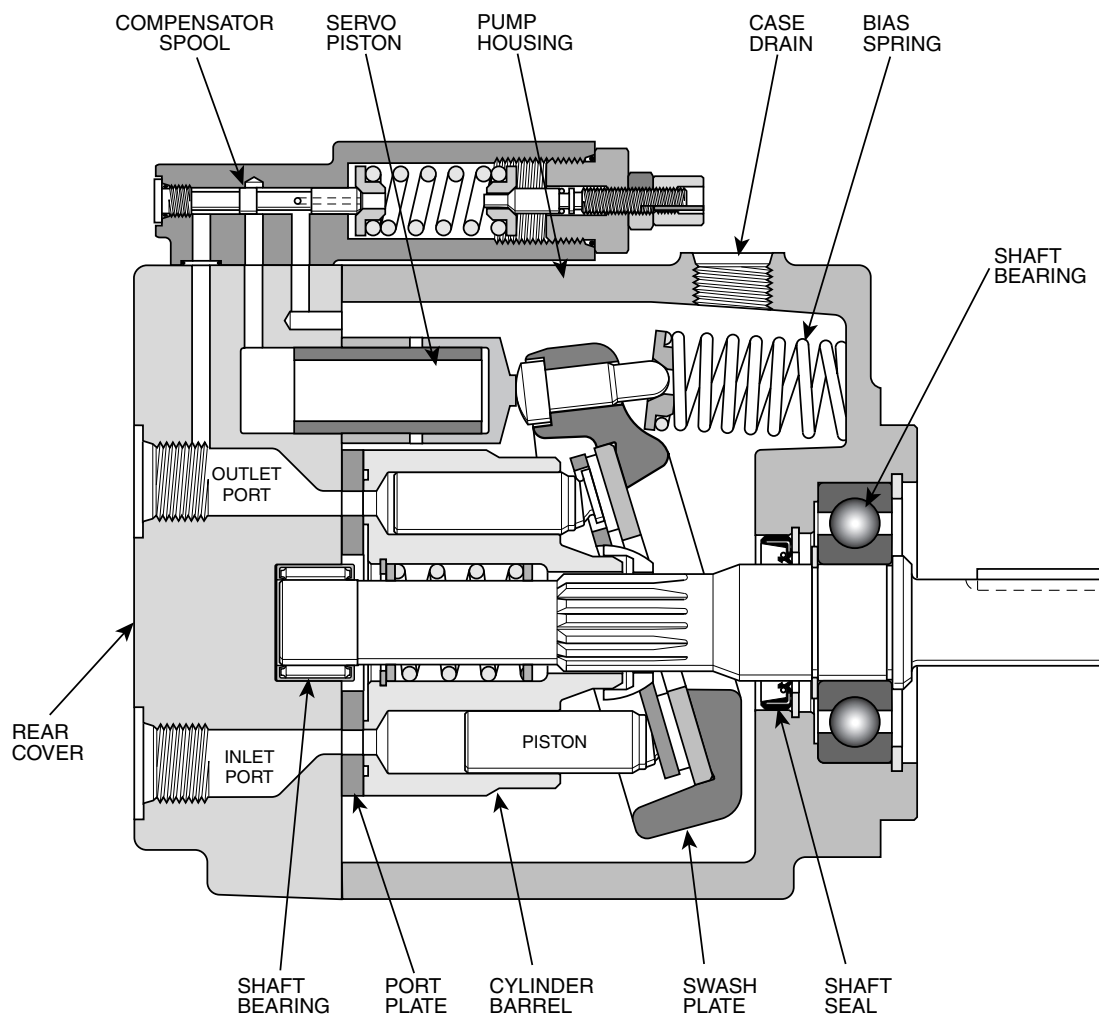 COMPENSATOR
SPOOL
SERVO
PISTON
PUMP
HOUSING
CASE
DRAIN
BIAS
SPRING
SHAFT
BEARING
OUTLET
PORT
REAR
COVER
INLET
PORT
PISTON
SHAFT
BEARING
PORT
PLATE
CYLINDER
BARREL
SWASH
PLATE
SHAFT
SEAL